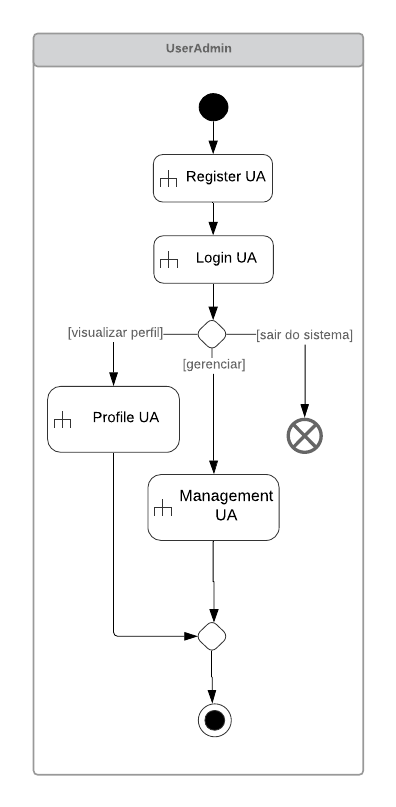 UserAdmin
Register UA
Login UA
[visualizar perfil]
[sair do sistema]
[gerenciar]
Profile UA
Management
UA